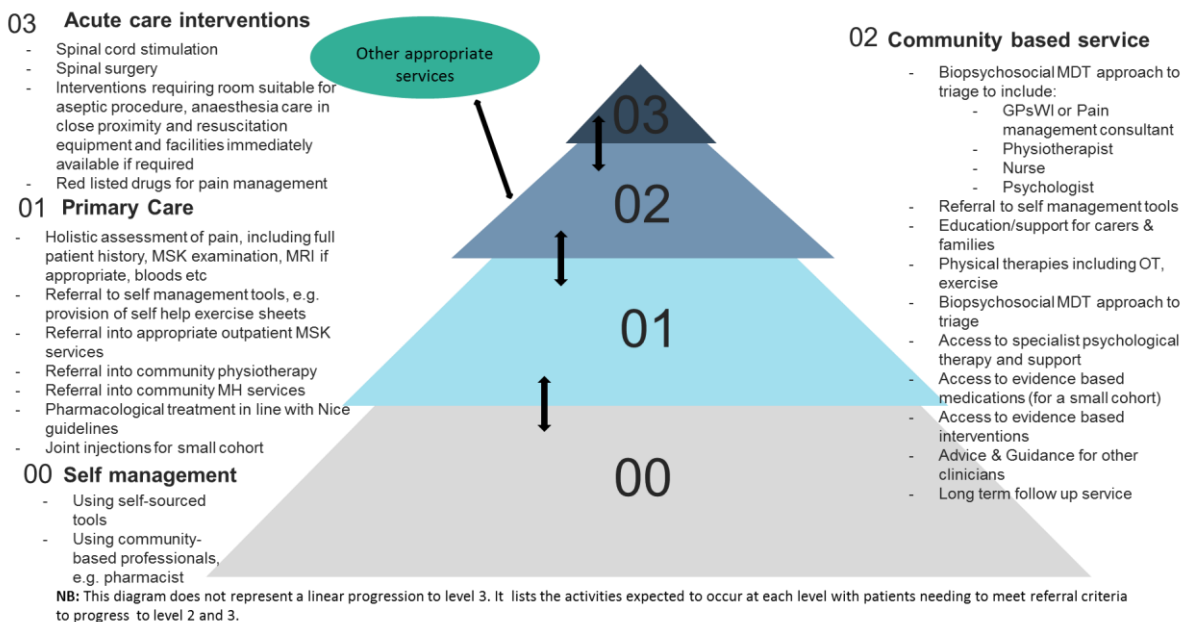 03 Acute care interventions
- Spinal cord stimulation
- Spinal surgery
- Interventions requiring room suitable for
aseptic procedure, anaesthesia care in
close proximity and resuscitation
equipment and facilities immediately
available if required
- Red listed drugs for pain management
01 Primary Care
- Holistic assessment of pain, including full
patient history, MSK examination, MRI if
appropriate, bloods etc
- Referral to self management tools, e.g.
provision of self help exercise sheets
- Referral into appropriate outpatient MSK
services
- Referral into community physiotherapy
- Referral into community MH services
- Pharmacological treatment in line with Nice
guidelines
- Joint injections for small cohort
00 Self management
- Using self-sourced
tools
- Using community-
based professionals,
e.g. pharmacist
Other appropriate
services
03
02
01
00
02 Community based service
- Biopsychosocial MDT approach to
triage to include:
- GPsWI or Pain
management consultant
- Physiotherapist
- Nurse
- Psychologist
- Referral to self management tools
- Education/support for carers &
families
- Physical therapies including OT,
exercise
- Biopsychosocial MDT approach to
triage
- Access to specialist psychological
therapy and support
- Access to evidence based
medications (for a small cohort)
- Access to evidence based
interventions
- Advice & Guidance for other
clinicians
- Long term follow up service
NB: This diagram does not represent a linear progression to level 3. It lists the activities expected to occur at each level with patients needing to meet referral criteria
to progress to level 2 and 3.